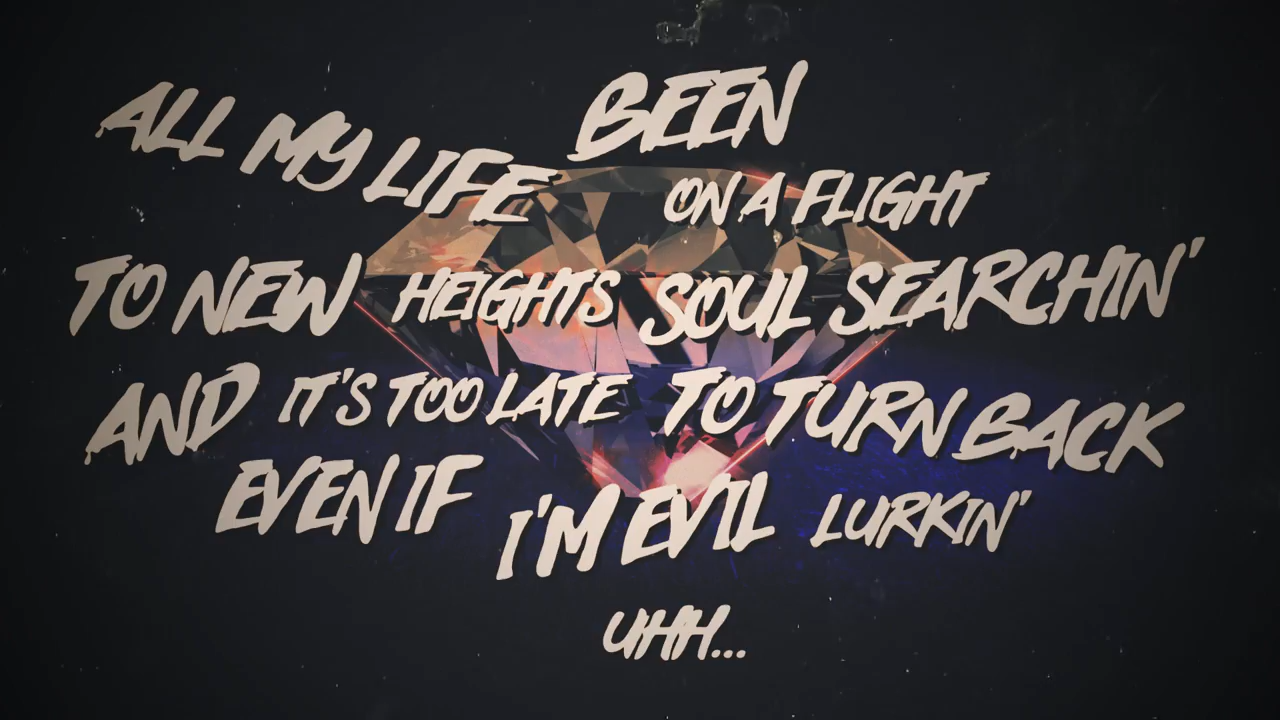 ALL MY LIFE BEEN
ON A FLIGHT
TO NEW HEIGHTS SOUL SEARCHIN'
AND IT'S TOO LATE TO TURN BACK
EVEN IF I'M EVIL LURKIN'
UHH...